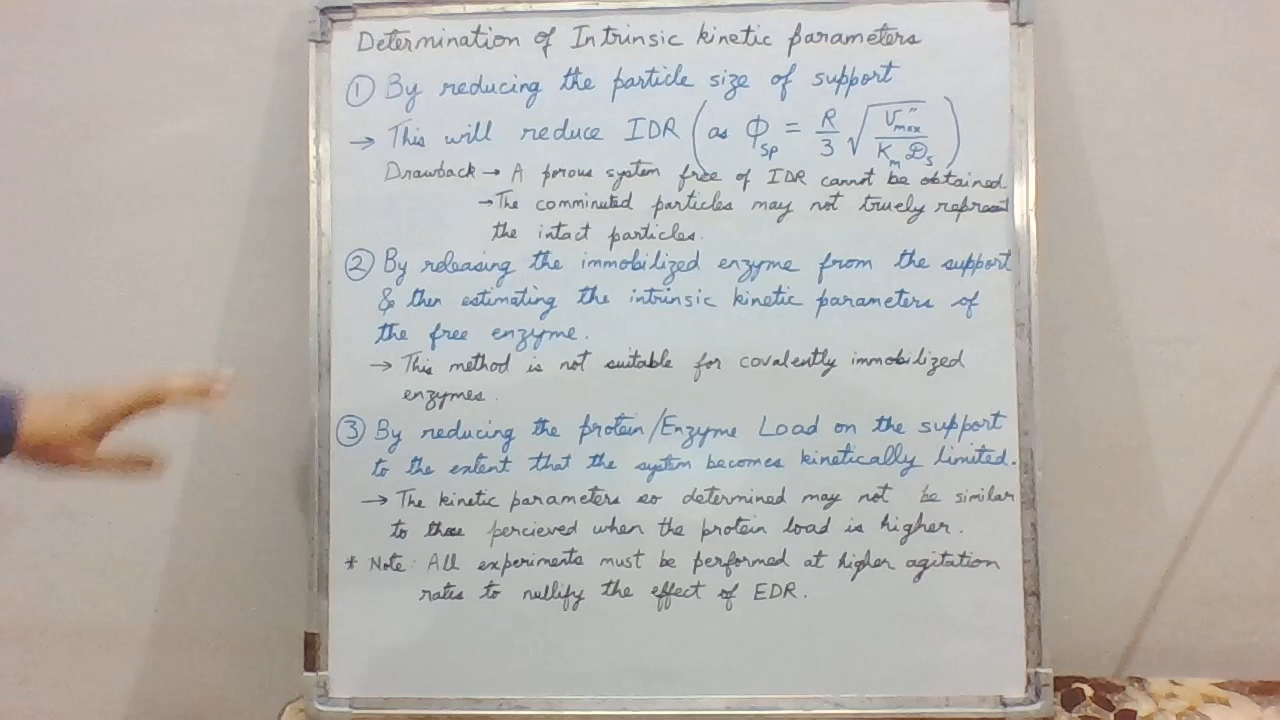 Determination of Intrinsic kinetic parameters
① By reducing the particle size of support
→ This will reduce IDR (as Φsp = R/3 √(Vmax''/(Km Ds)))
Drawback → A porous system free of IDR cannot be obtained
→ The comminuted particles may not truely represent
the intact particles.
② By releasing the immobilized enzyme from the support
& then estimating the intrinsic kinetic parameters of
the free enzyme.
→ This method is not suitable for covalently immobilized
enzymes.
③ By reducing the protein/Enzyme Load on the support
to the extent that the system becomes kinetically limited.
→ The kinetic parameters so determined may not be similar
to those percieved when the protein load is higher.
* Note: All experiments must be performed at higher agitation
rates to nullify the effect of EDR.